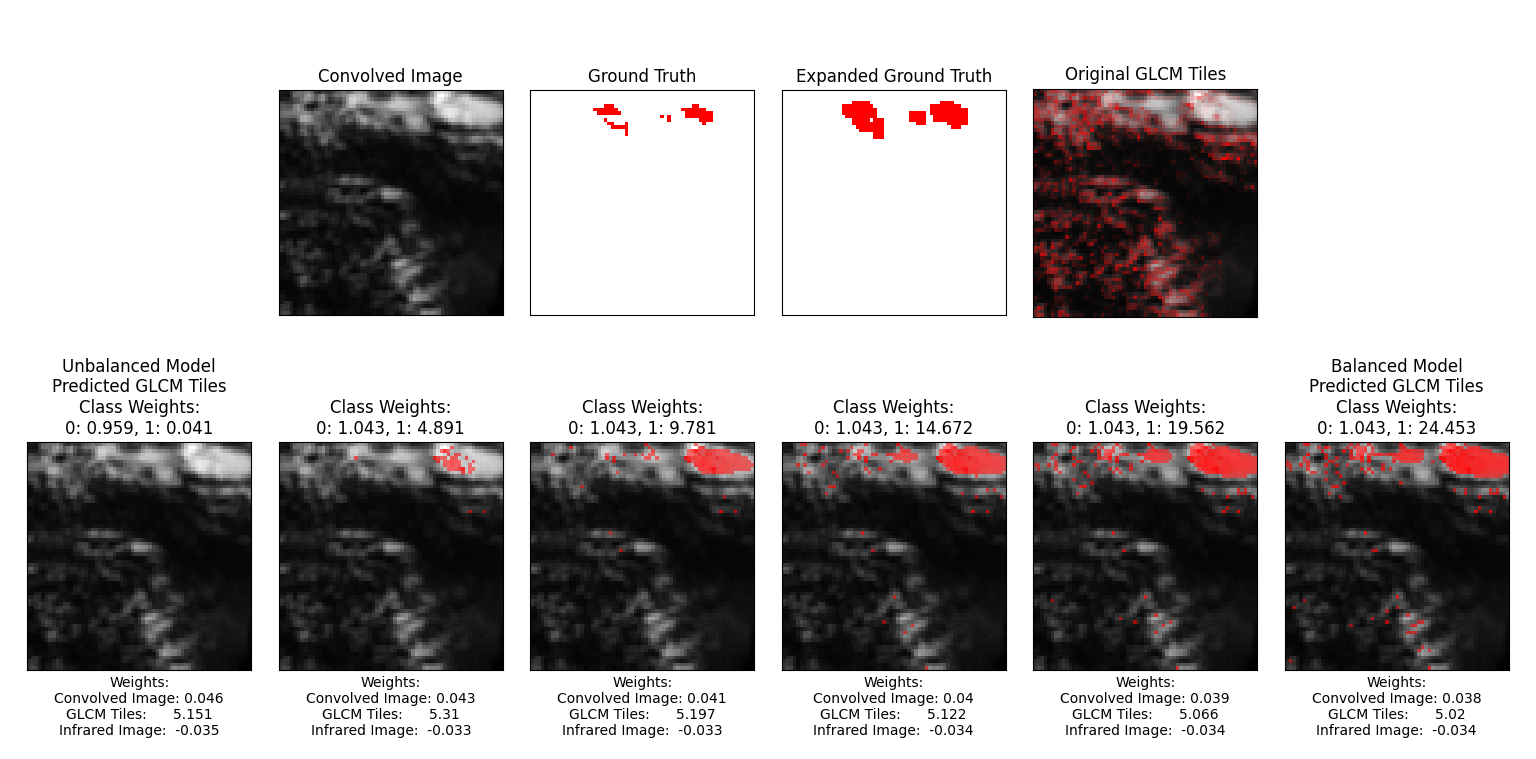 Convolved Image
Ground Truth
Expanded Ground Truth
Original GLCM Tiles
Unbalanced Model
Predicted GLCM Tiles
Class Weights:
0: 0.959, 1: 0.041
Class Weights:
0: 1.043, 1: 4.891
Class Weights:
0: 1.043, 1: 9.781
Class Weights:
0: 1.043, 1: 14.672
Class Weights:
0: 1.043, 1: 19.562
Balanced Model
Predicted GLCM Tiles
Class Weights:
0: 1.043, 1: 24.453
Weights:
Convolved Image: 0.046
GLCM Tiles: 5.151
Infrared Image: -0.035
Weights:
Convolved Image: 0.043
GLCM Tiles: 5.31
Infrared Image: -0.033
Weights:
Convolved Image: 0.041
GLCM Tiles: 5.197
Infrared Image: -0.033
Weights:
Convolved Image: 0.04
GLCM Tiles: 5.122
Infrared Image: -0.034
Weights:
Convolved Image: 0.039
GLCM Tiles: 5.066
Infrared Image: -0.034
Weights:
Convolved Image: 0.038
GLCM Tiles: 5.02
Infrared Image: -0.034